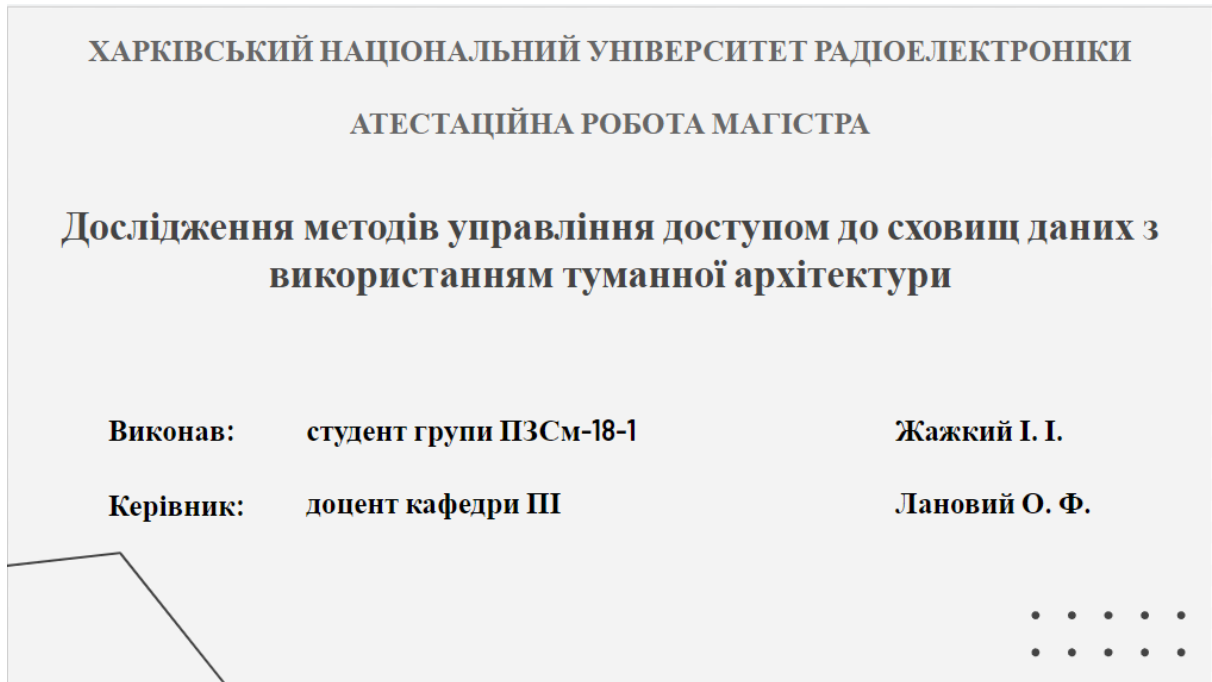 ХАРКІВСЬКИЙ НАЦІОНАЛЬНИЙ УНІВЕРСИТЕТ РАДІОЕЛЕКТРОНІКИ
АТЕСТАЦІЙНА РОБОТА МАГІСТРА
Дослідження методів управління доступом до сховищ даних з
використанням туманної архітектури
Виконав: студент групи ПЗСм-18-1 Жажкий І. І.
Керівник: доцент кафедри ПІ Лановий О. Ф.